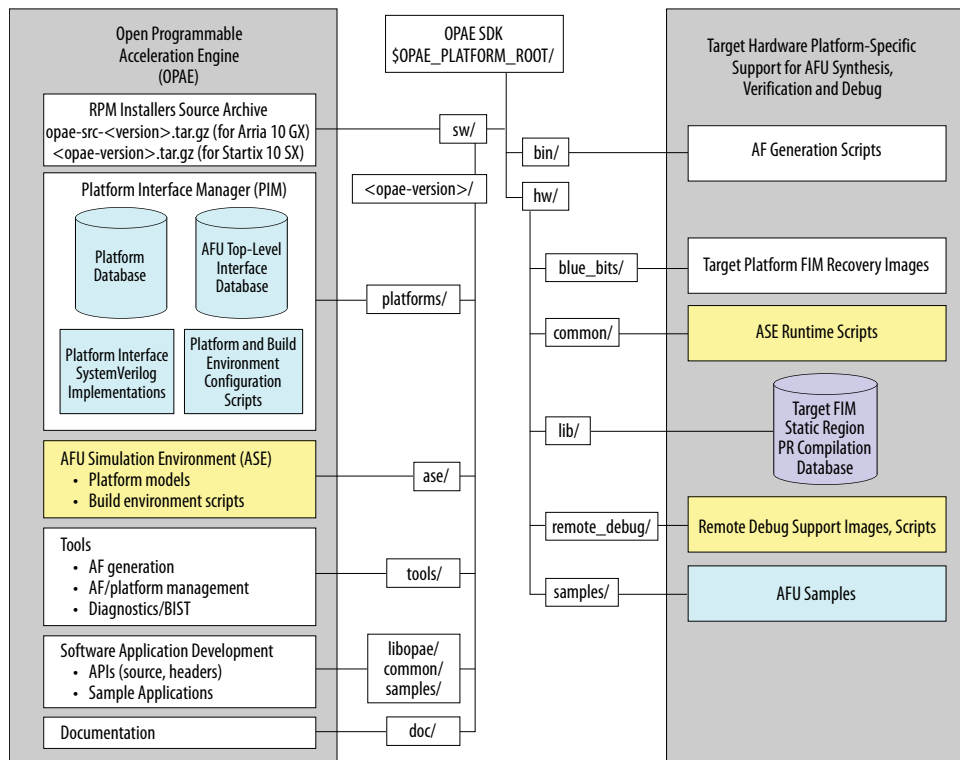 Open Programmable
Acceleration Engine
(OPAE)
RPM Installers Source Archive
opae-src-<version>.tar.gz (for Arria 10 GX)
<opae-version>.tar.gz (for Startix 10 SX)
Platform Interface Manager (PIM)
Platform
Database
AFU Top-Level
Interface
Database
Platform Interface
SystemVerilog
Implementations
Platform and Build
Environment
Configuration
Scripts
AFU Simulation Environment (ASE)
• Platform models
• Build environment scripts
Tools
• AF generation
• AF/platform management
• Diagnostics/BIST
Software Application Development
• APIs (source, headers)
• Sample Applications
Documentation
OPAE SDK
$OPAE_PLATFORM_ROOT/
sw/
<opae-version>/
platforms/
ase/
tools/
libopae/
common/
samples/
doc/
bin/
hw/
blue_bits/
common/
lib/
remote_debug/
samples/
Target Hardware Platform-Specific
Support for AFU Synthesis,
Verification and Debug
AF Generation Scripts
Target Platform FIM Recovery Images
ASE Runtime Scripts
Target FIM
Static Region
PR Compilation
Database
Remote Debug Support Images, Scripts
AFU Samples